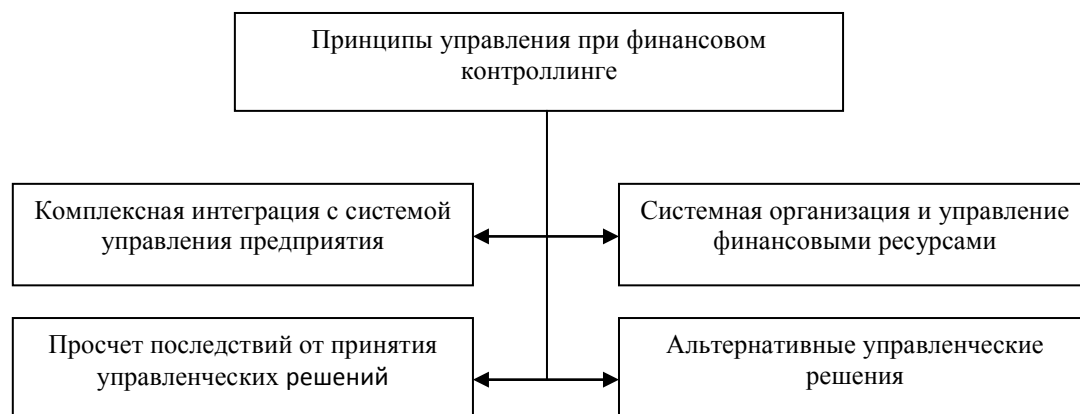 Принципы управления при финансовом
контроллинге
Комплексная интеграция с системой
управления предприятия
Системная организация и управление
финансовыми ресурсами
Просчет последствий от принятия
управленческих решений
Альтернативные управленческие
решения